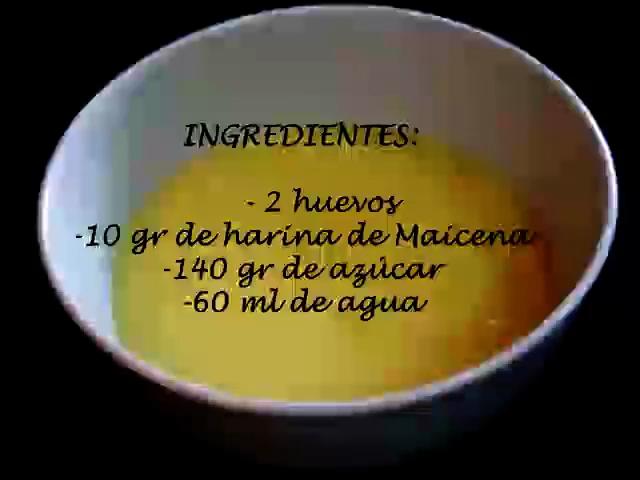 INGREDIENTES:
- 2 huevos
-10 gr de harina de Maicena
-140 gr de azúcar
-60 ml de agua